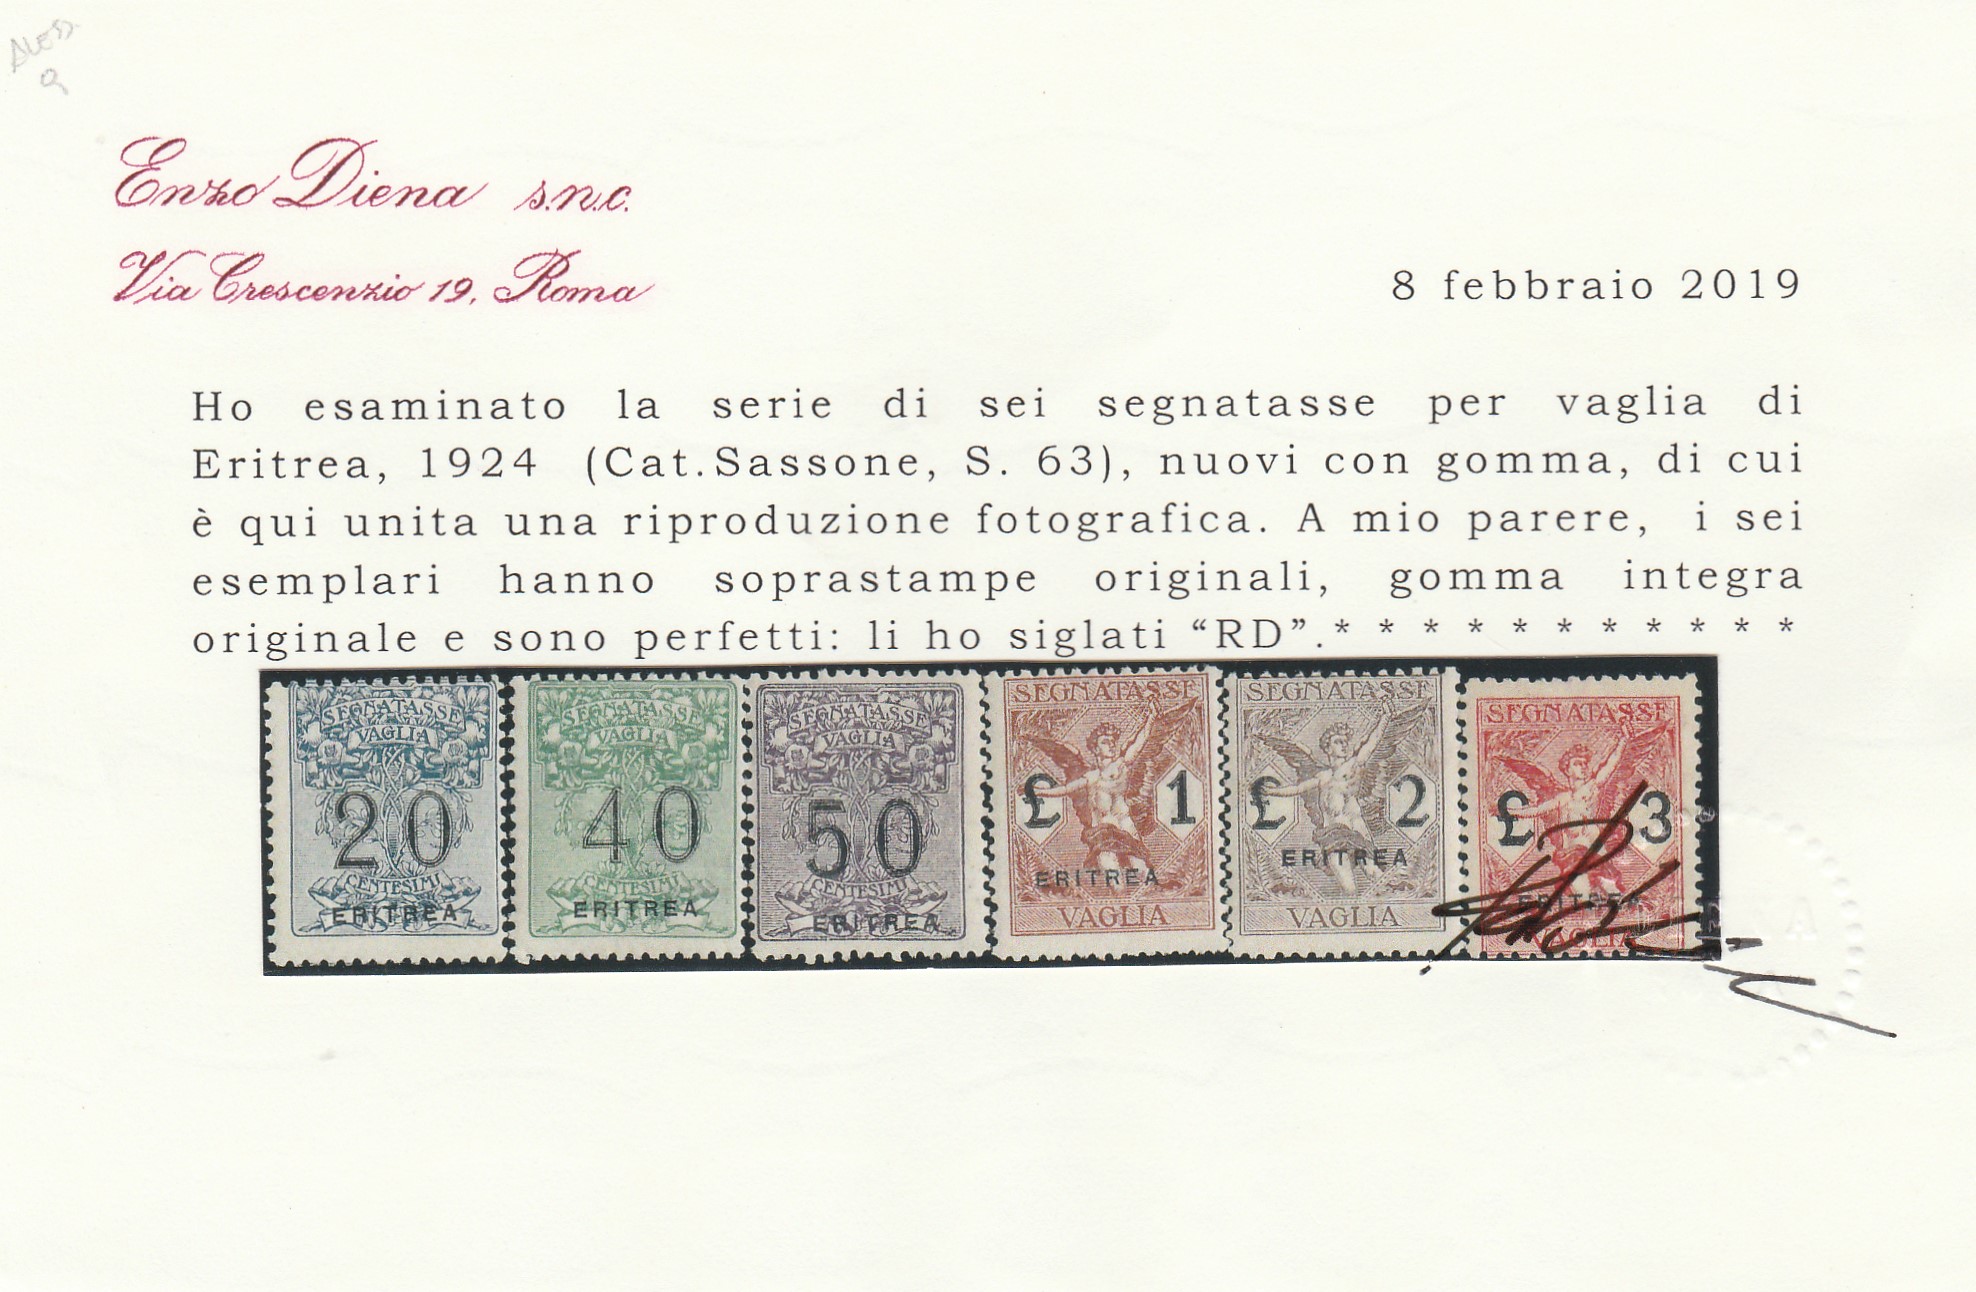 Enzo Diena s.n.c.
Via Crescenzio 19, Roma
8 febbraio 2019
Ho esaminato la serie di sei segnatasse per vaglia di
Eritrea, 1924 (Cat.Sassone, S. 63), nuovi con gomma, di cui
è qui unita una riproduzione fotografica. A mio parere, i sei
esemplari hanno soprastampe originali, gomma integra
originale e sono perfetti: li ho siglati “RD”.* * * * * * * * * * *
SEGNATASSE
VAGLIA
20
CENTESIMI
ERITREA
SEGNATASSE
VAGLIA
40
CENTESIMI
ERITREA
SEGNATASSE
VAGLIA
50
CENTESIMI
ERITREA
SEGNATASSE
£ 1
ERITREA
VAGLIA
SEGNATASSE
£ 2
ERITREA
VAGLIA
SEGNATASSE
£ 3
ERITREA
VAGLIA